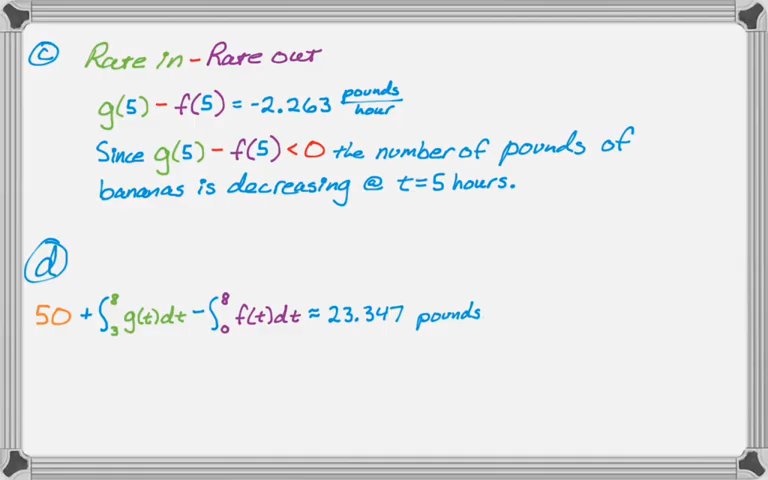 c Rate in - Rate out
g(5) - f(5) = -2.263 pounds/hour
Since g(5) - f(5) < 0 the number of pounds of
bananas is decreasing @ t=5 hours.
d
50 + ∫₃⁸ g(t)dt - ∫₀⁸ f(t)dt ≈ 23.347 pounds